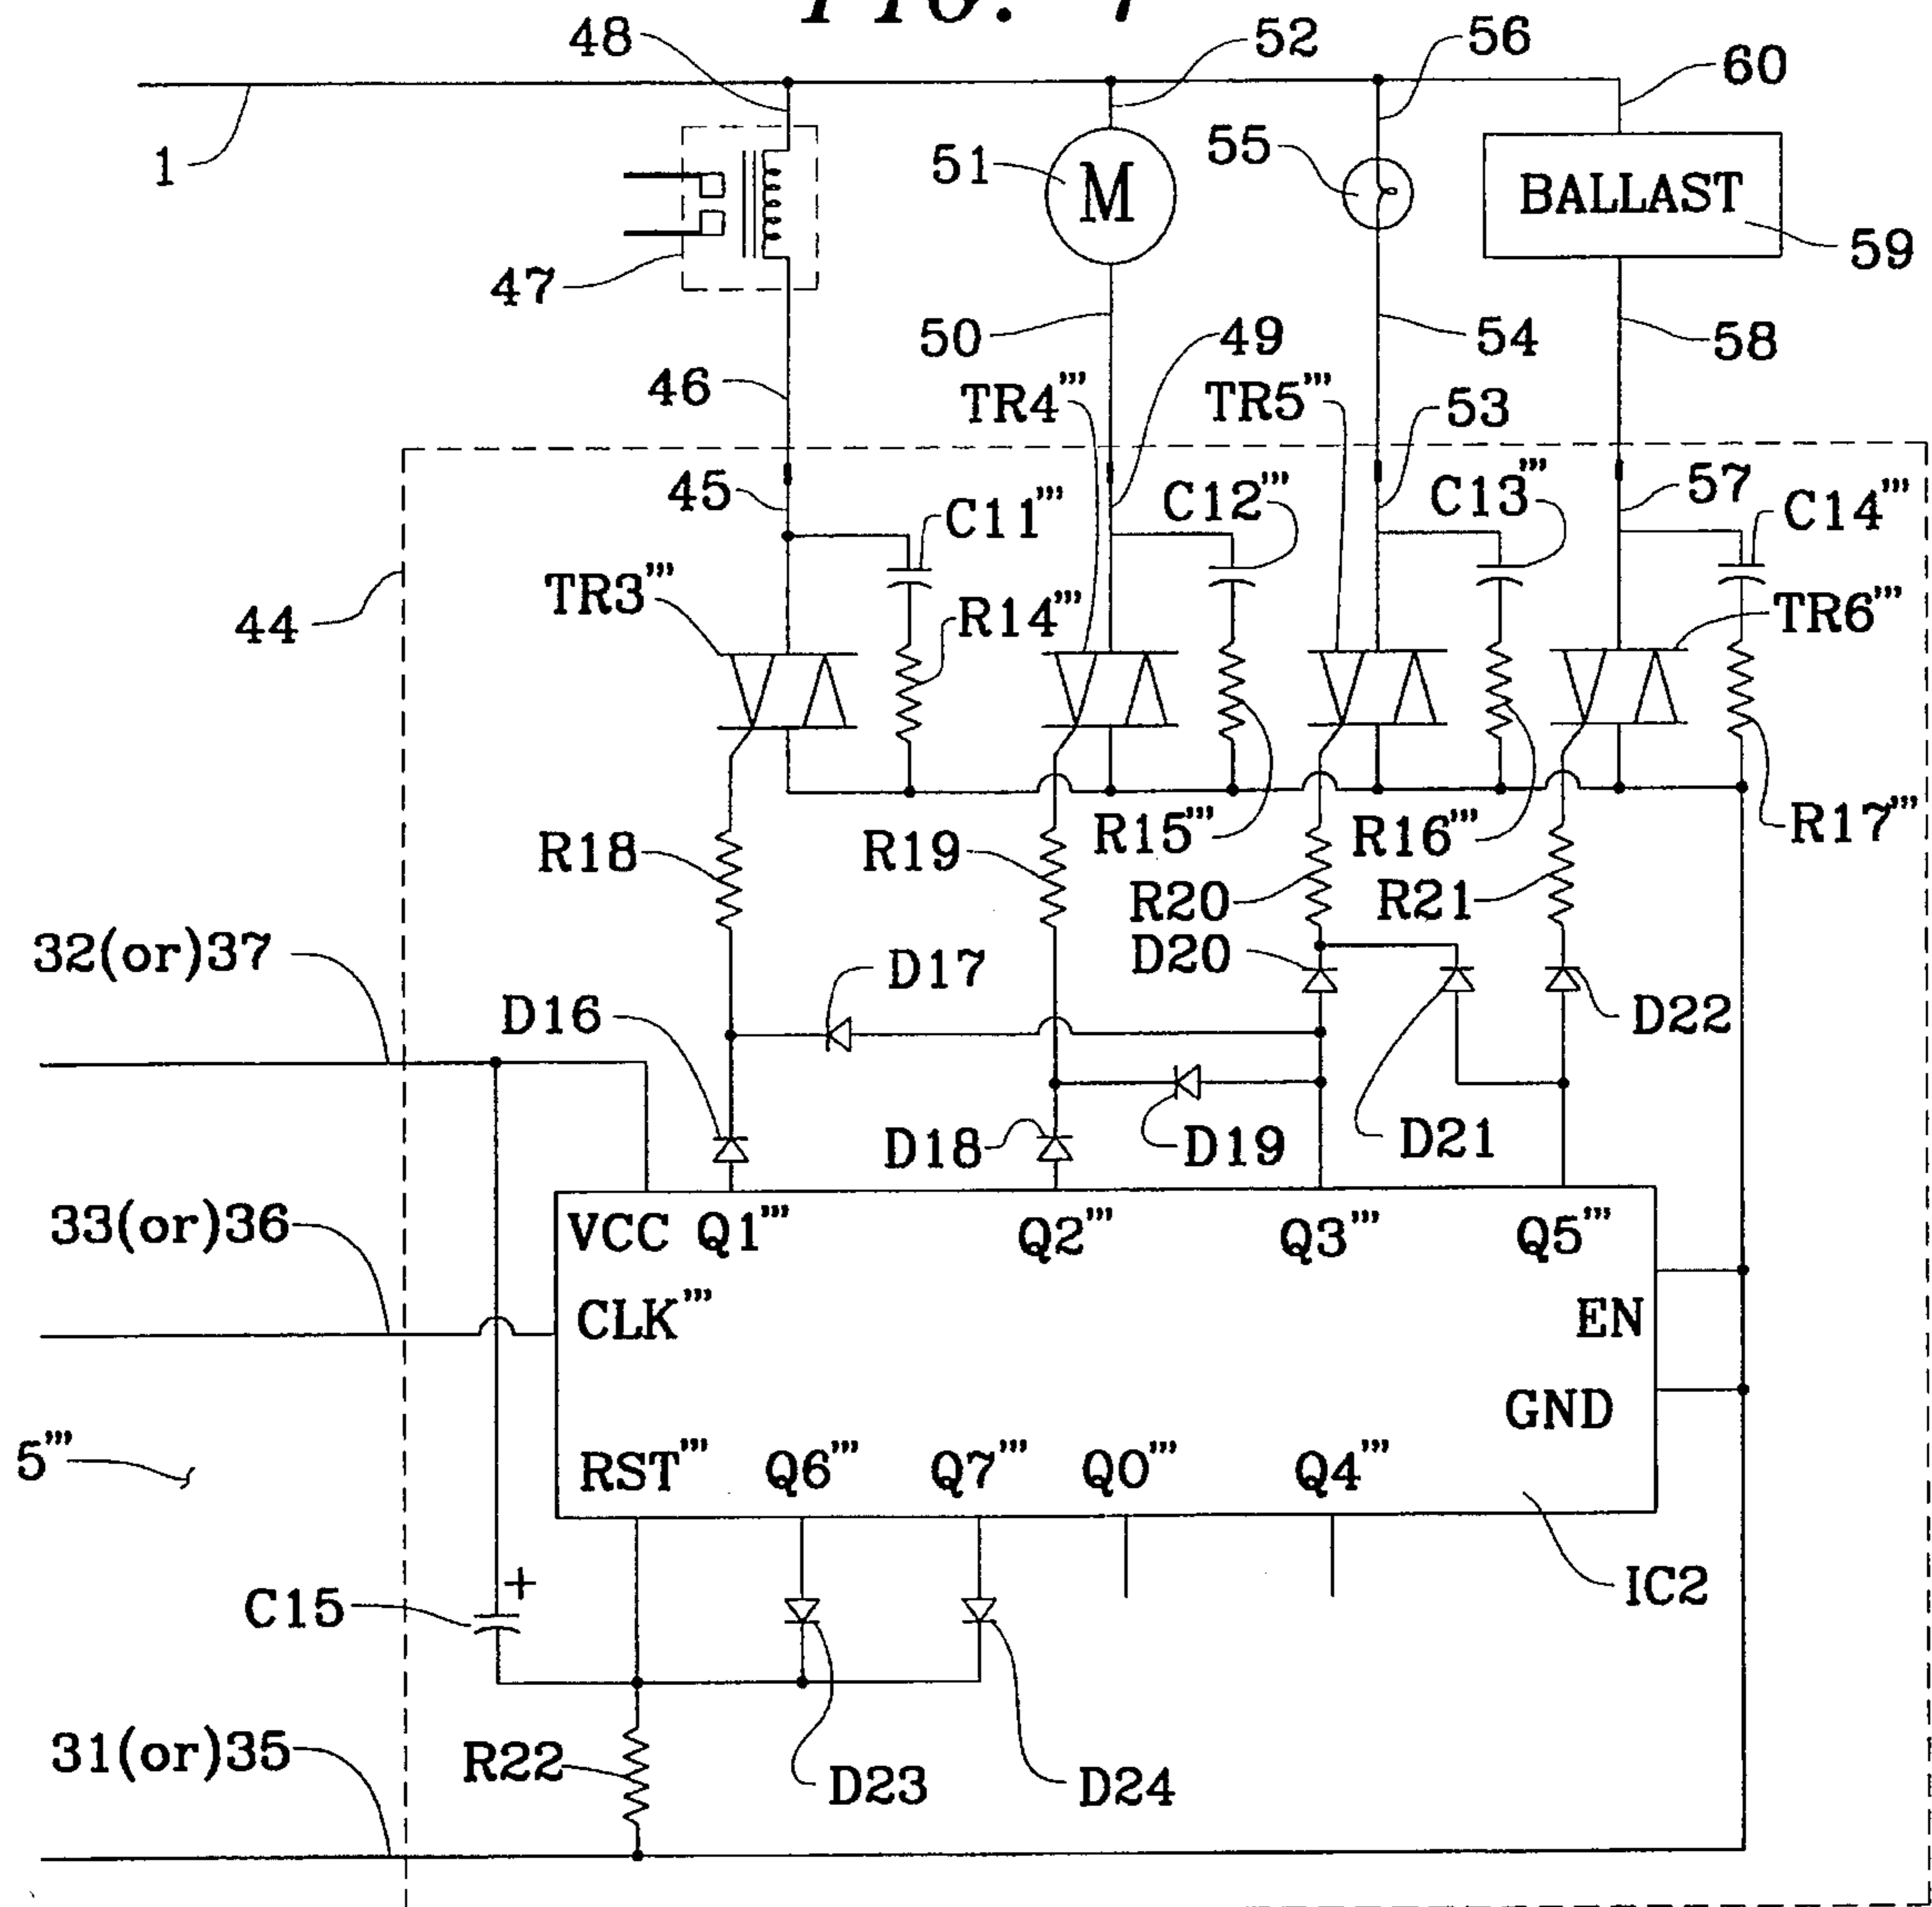 FIG. 7
48
52
56
60
1
47
51
M
55
BALLAST
59
50
49
54
58
46
TR4'''
TR5'''
53
45
C11'''
C12'''
C13'''
57
C14'''
44
TR3'''
R14'''
TR6'''
R18
R19
R15'''
R16'''
R17'''
R20
R21
32(or)37
D17
D20
D16
D22
D18
D19
D21
33(or)36
VCC Q1''' Q2''' Q3''' Q5'''
CLK''' EN
GND
5'''
RST''' Q6''' Q7''' Q0''' Q4'''
+
C15
IC2
31(or)35
R22
D23
D24